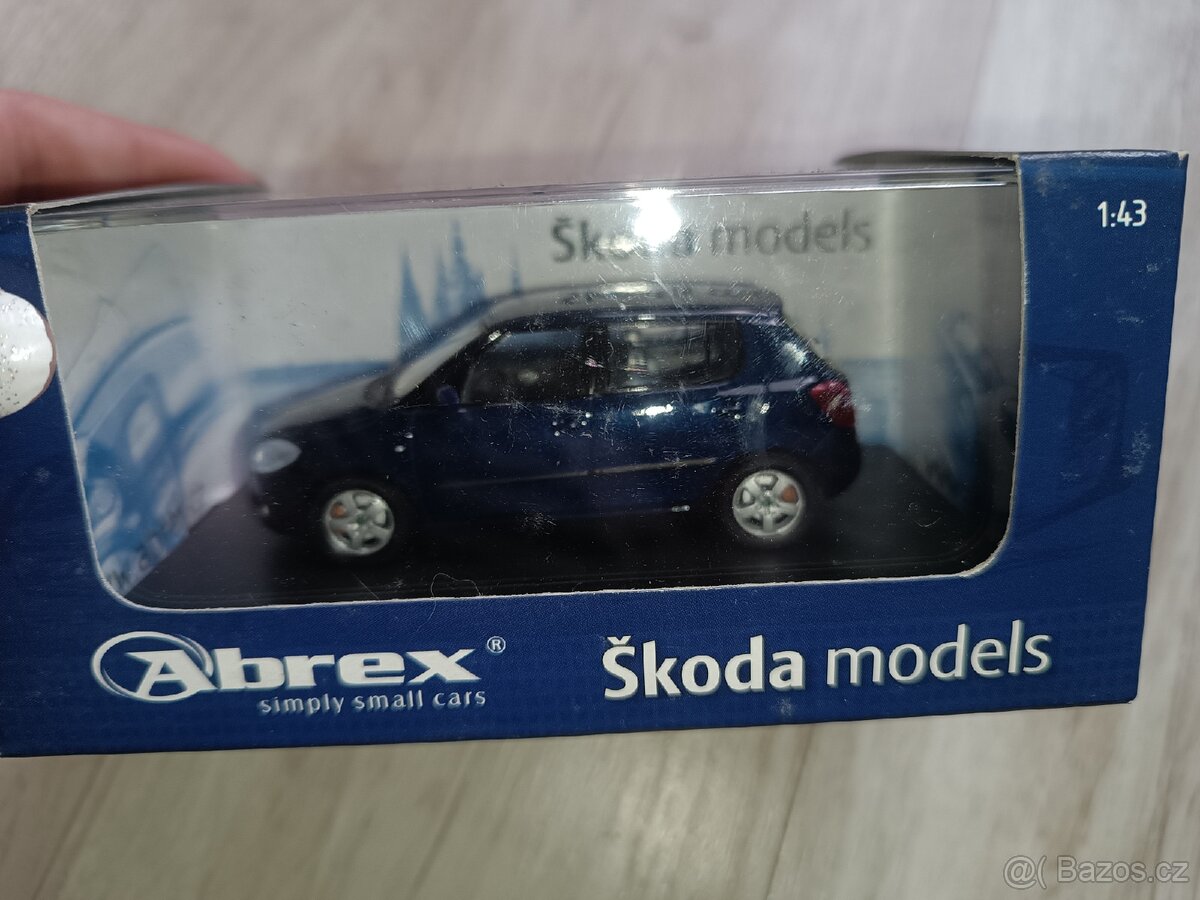 1:43
Škoda models
Abrex®
simply small cars
Škoda models
@( Bazos.cz